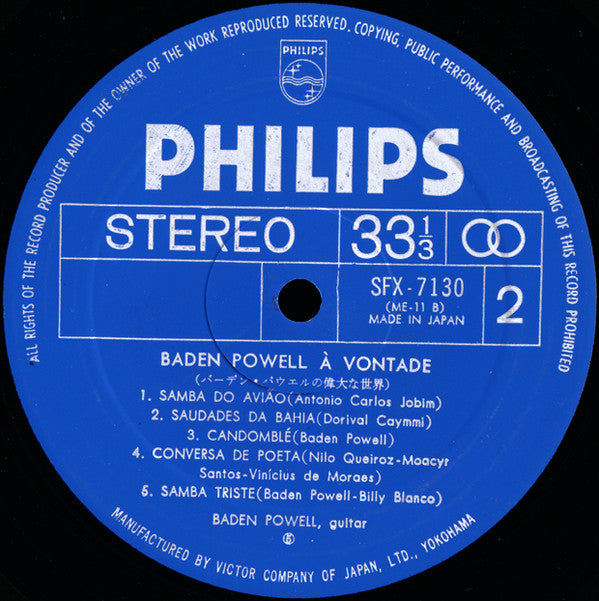 ALL RIGHTS OF THE RECORD PRODUCER AND OF THE OWNER OF THE WORK REPRODUCED RESERVED. COPYING, PUBLIC PERFORMANCE AND BROADCASTING OF THIS RECORD PROHIBITED
PHILIPS
PHILIPS
STEREO 33 1/3
SFX-7130
(ME-11 B)
MADE IN JAPAN
2
BADEN POWELL À VONTADE
(バーデン・パウエルの偉大な世界)
1. SAMBA DO AVIÃO(Antonio Carlos Jobim)
2. SAUDADES DA BAHIA(Dorival Caymmi)
3. CANDOMBLÉ(Baden Powell)
4. CONVERSA DE POETA(Nilo Queiroz-Moacyr
Santos-Vinícius de Moraes)
5. SAMBA TRISTE(Baden Powell-Billy Blanco)
BADEN POWELL, guitar
MANUFACTURED BY VICTOR COMPANY OF JAPAN, LTD., YOKOHAMA